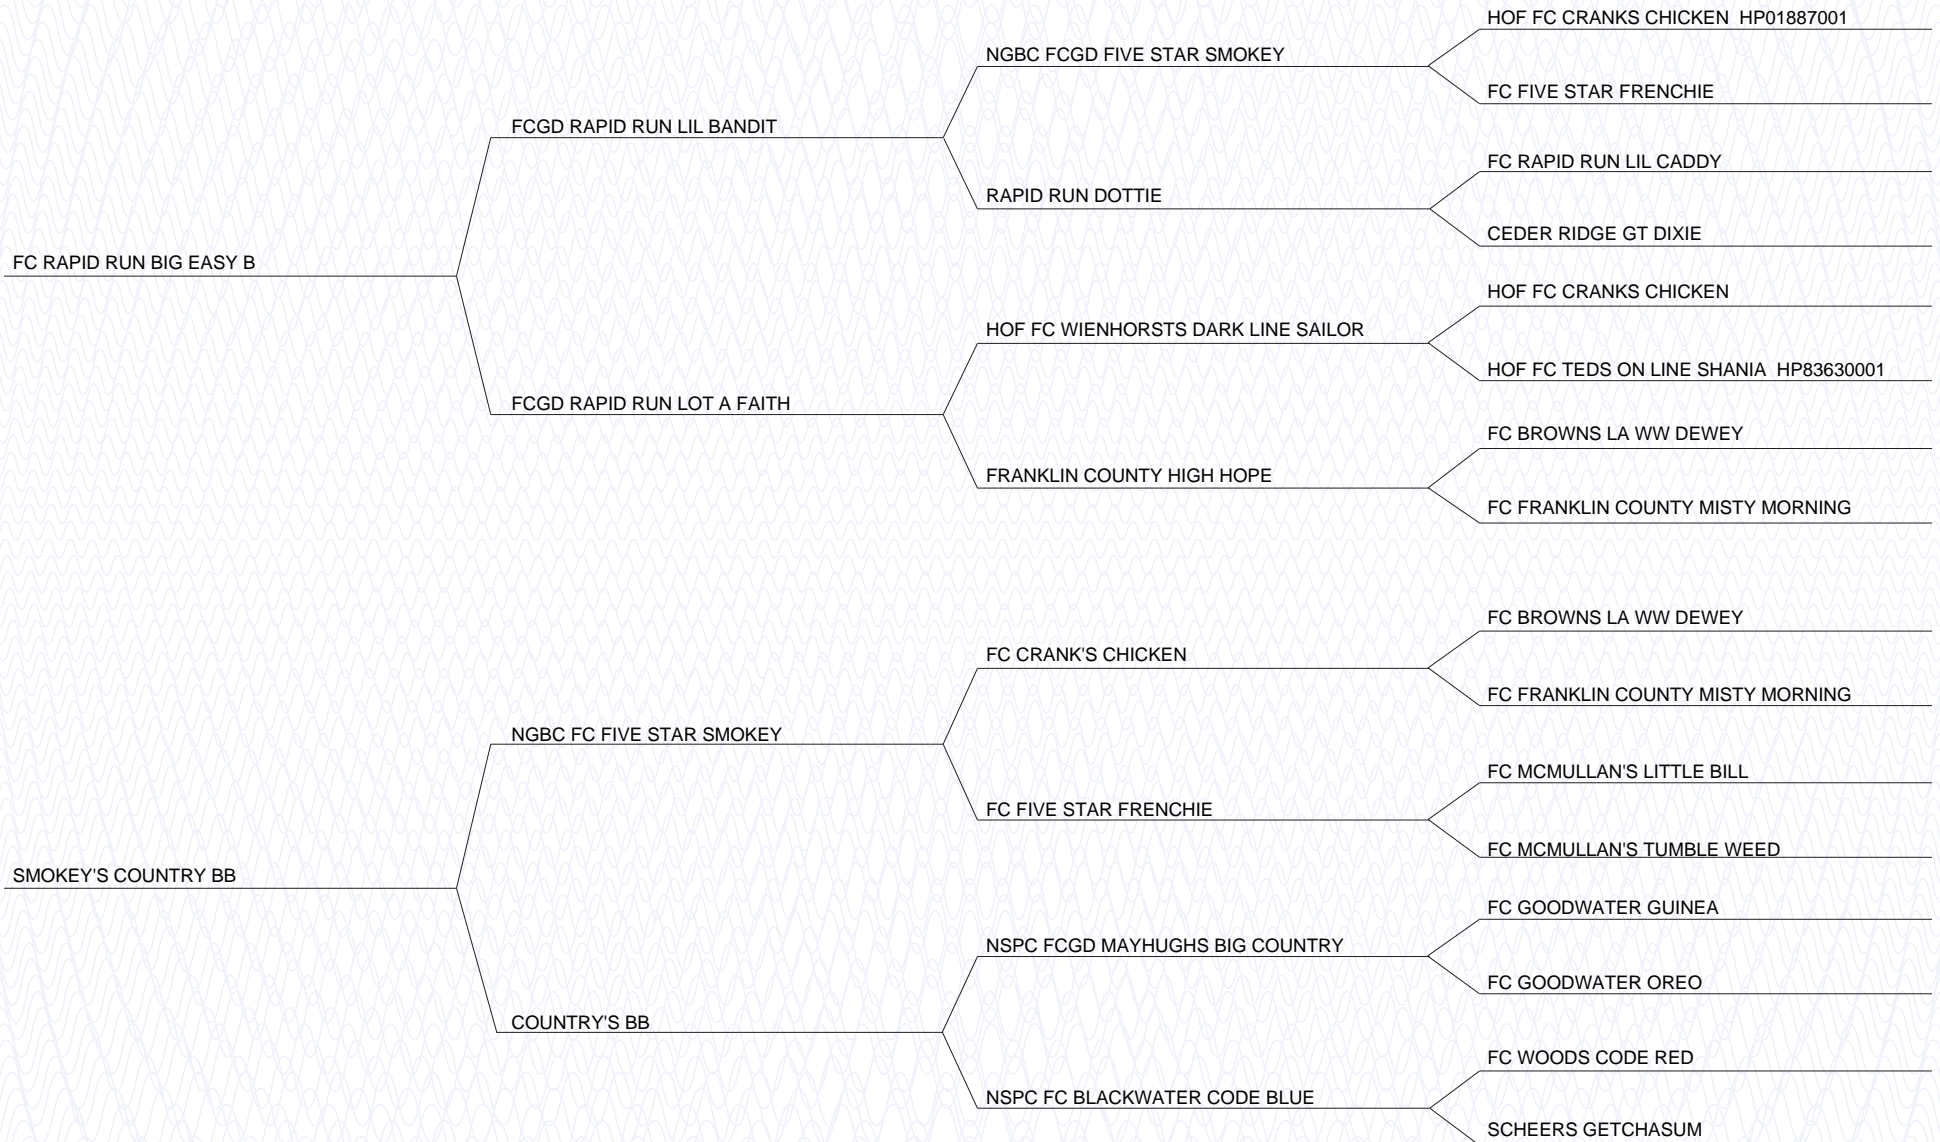 HOF FC CRANKS CHICKEN  HP01887001
NGBC FCGD FIVE STAR SMOKEY
FC FIVE STAR FRENCHIE
FCGD RAPID RUN LIL BANDIT
FC RAPID RUN LIL CADDY
RAPID RUN DOTTIE
CEDER RIDGE GT DIXIE
FC RAPID RUN BIG EASY B
HOF FC CRANKS CHICKEN
HOF FC WIENHORSTS DARK LINE SAILOR
HOF FC TEDS ON LINE SHANIA  HP83630001
FCGD RAPID RUN LOT A FAITH
FC BROWNS LA WW DEWEY
FRANKLIN COUNTY HIGH HOPE
FC FRANKLIN COUNTY MISTY MORNING
FC BROWNS LA WW DEWEY
FC CRANK'S CHICKEN
FC FRANKLIN COUNTY MISTY MORNING
NGBC FC FIVE STAR SMOKEY
FC MCMULLAN'S LITTLE BILL
FC FIVE STAR FRENCHIE
FC MCMULLAN'S TUMBLE WEED
SMOKEY'S COUNTRY BB
FC GOODWATER GUINEA
NSPC FCGD MAYHUGHS BIG COUNTRY
FC GOODWATER OREO
COUNTRY'S BB
FC WOODS CODE RED
NSPC FC BLACKWATER CODE BLUE
SCHEERS GETCHASUM